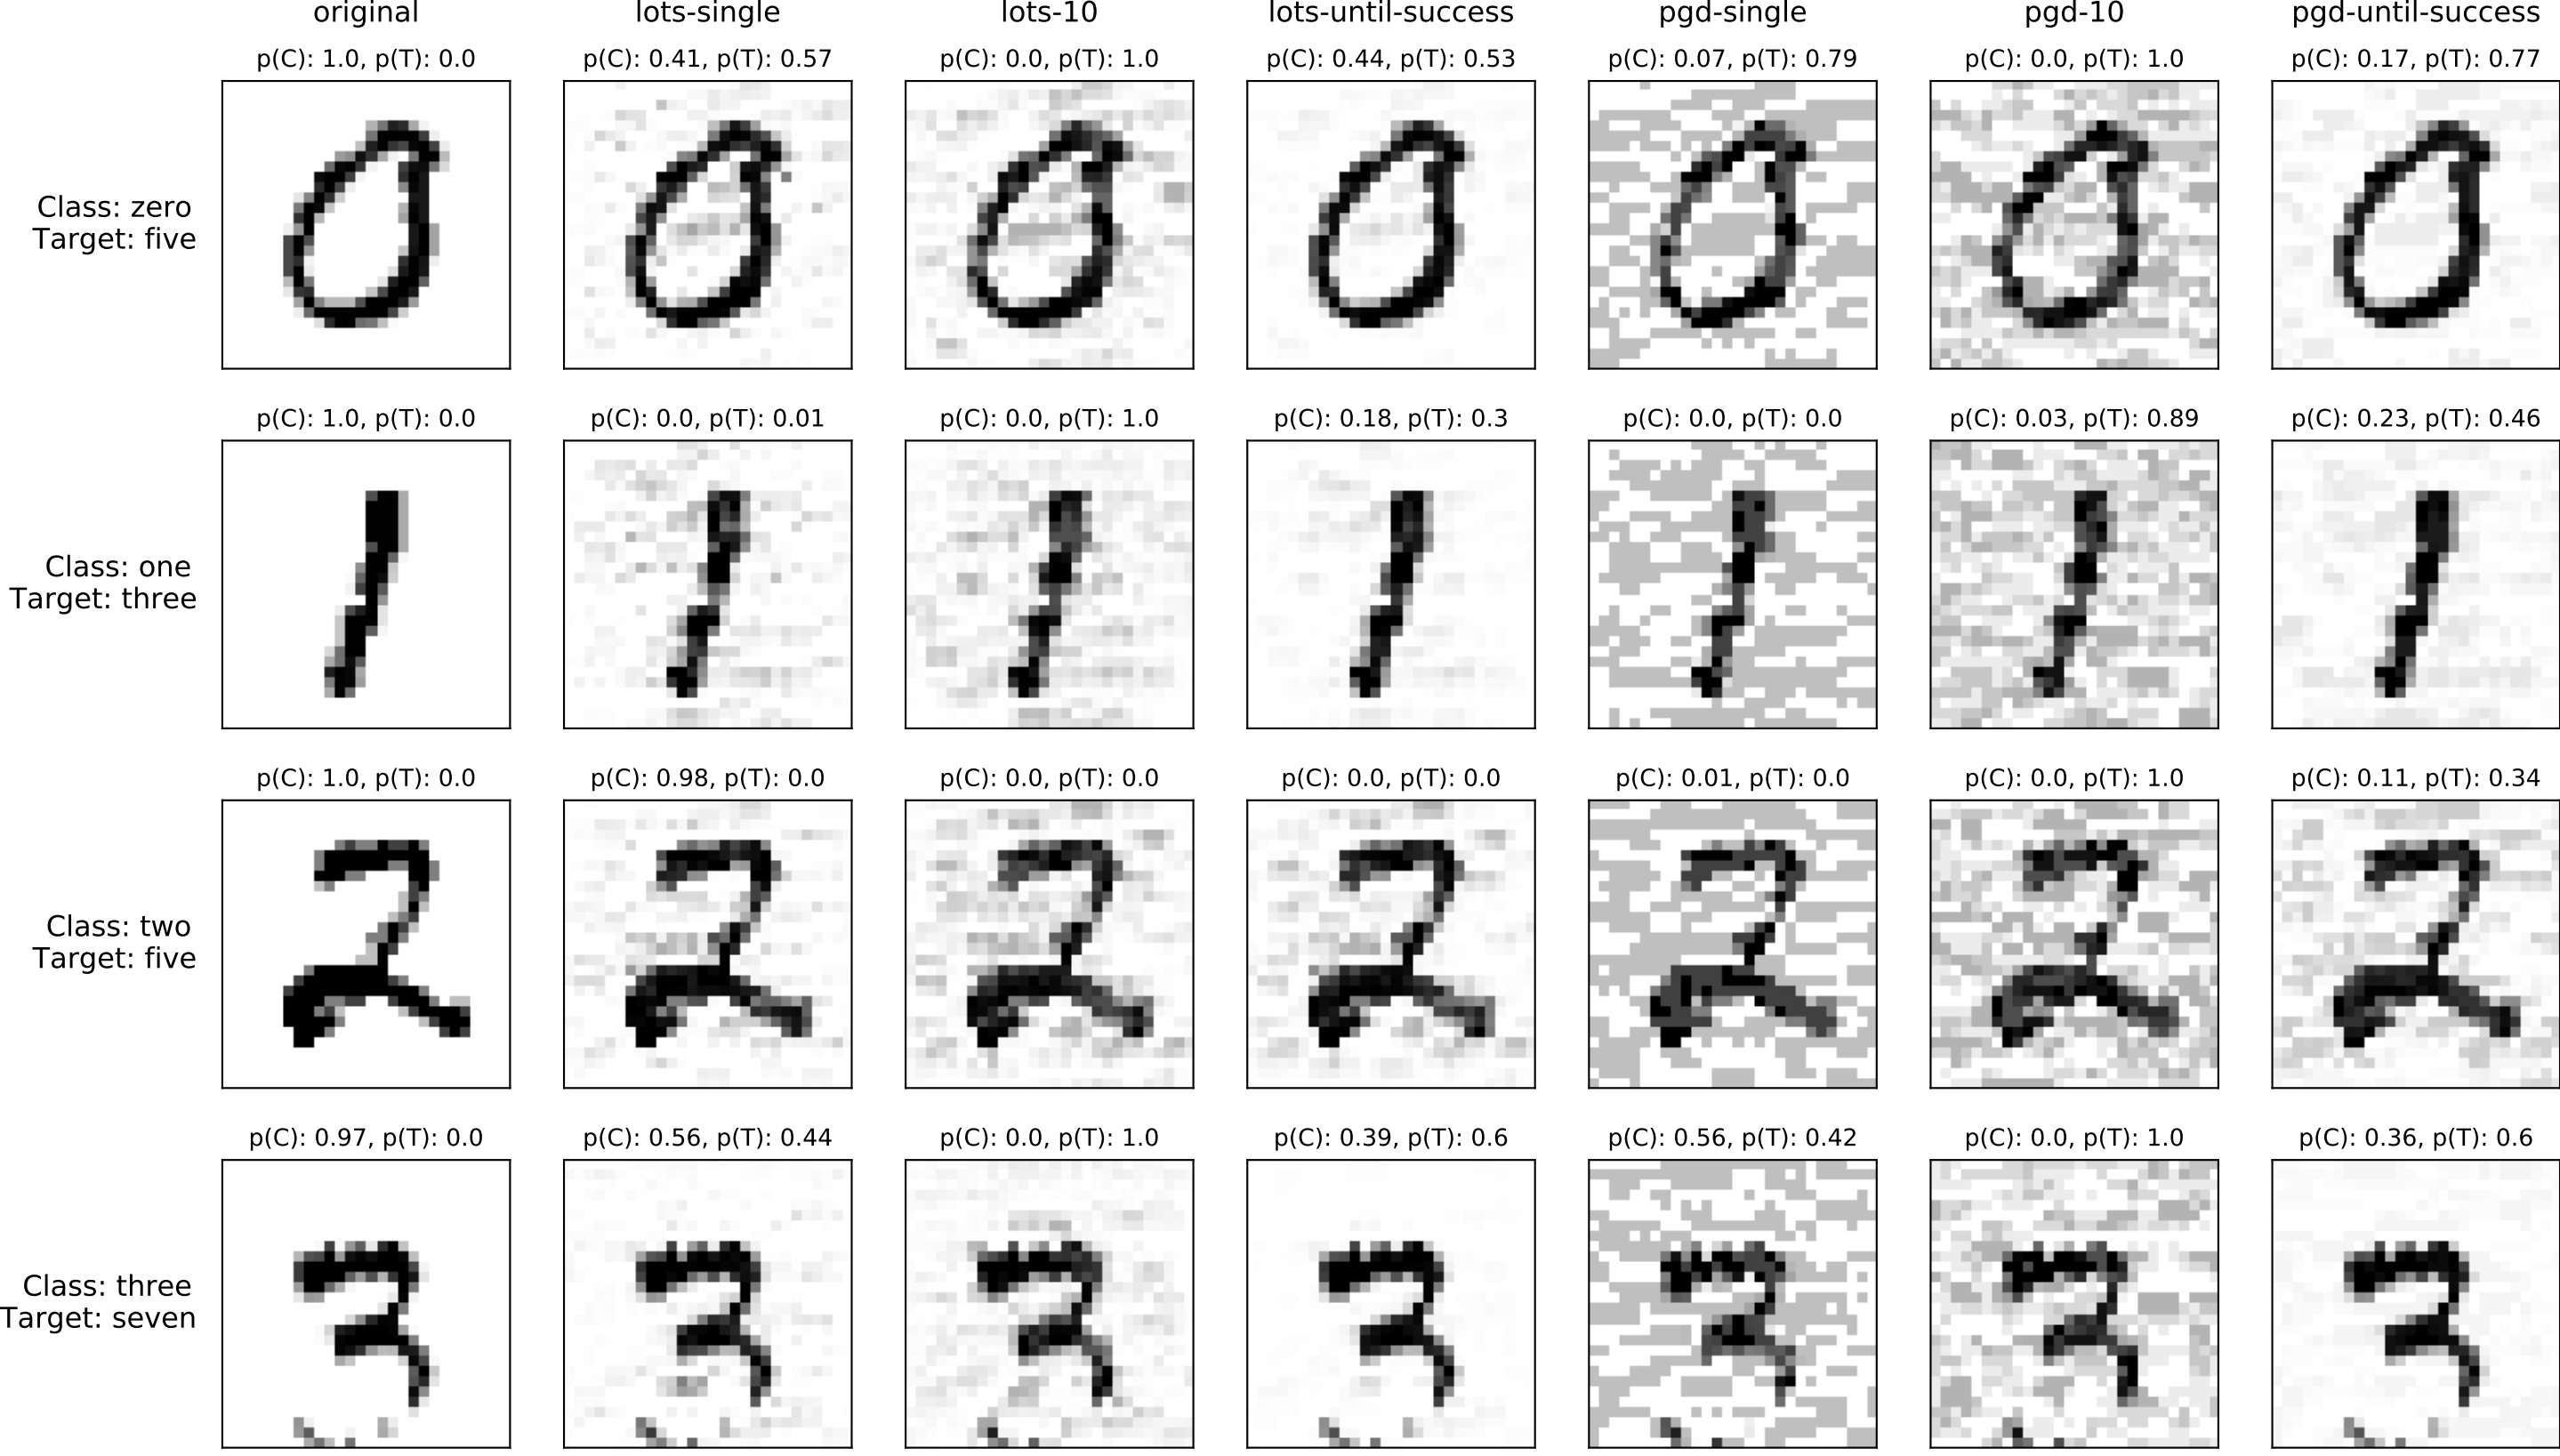 original lots-single lots-10 lots-until-success pgd-single pgd-10 pgd-until-success
p(C): 1.0, p(T): 0.0 p(C): 0.41, p(T): 0.57 p(C): 0.0, p(T): 1.0 p(C): 0.44, p(T): 0.53 p(C): 0.07, p(T): 0.79 p(C): 0.0, p(T): 1.0 p(C): 0.17, p(T): 0.77
Class: zero
Target: five
p(C): 1.0, p(T): 0.0 p(C): 0.0, p(T): 0.01 p(C): 0.0, p(T): 1.0 p(C): 0.18, p(T): 0.3 p(C): 0.0, p(T): 0.0 p(C): 0.03, p(T): 0.89 p(C): 0.23, p(T): 0.46
Class: one
Target: three
p(C): 1.0, p(T): 0.0 p(C): 0.98, p(T): 0.0 p(C): 0.0, p(T): 0.0 p(C): 0.0, p(T): 0.0 p(C): 0.01, p(T): 0.0 p(C): 0.0, p(T): 1.0 p(C): 0.11, p(T): 0.34
Class: two
Target: five
p(C): 0.97, p(T): 0.0 p(C): 0.56, p(T): 0.44 p(C): 0.0, p(T): 1.0 p(C): 0.39, p(T): 0.6 p(C): 0.56, p(T): 0.42 p(C): 0.0, p(T): 1.0 p(C): 0.36, p(T): 0.6
Class: three
Target: seven